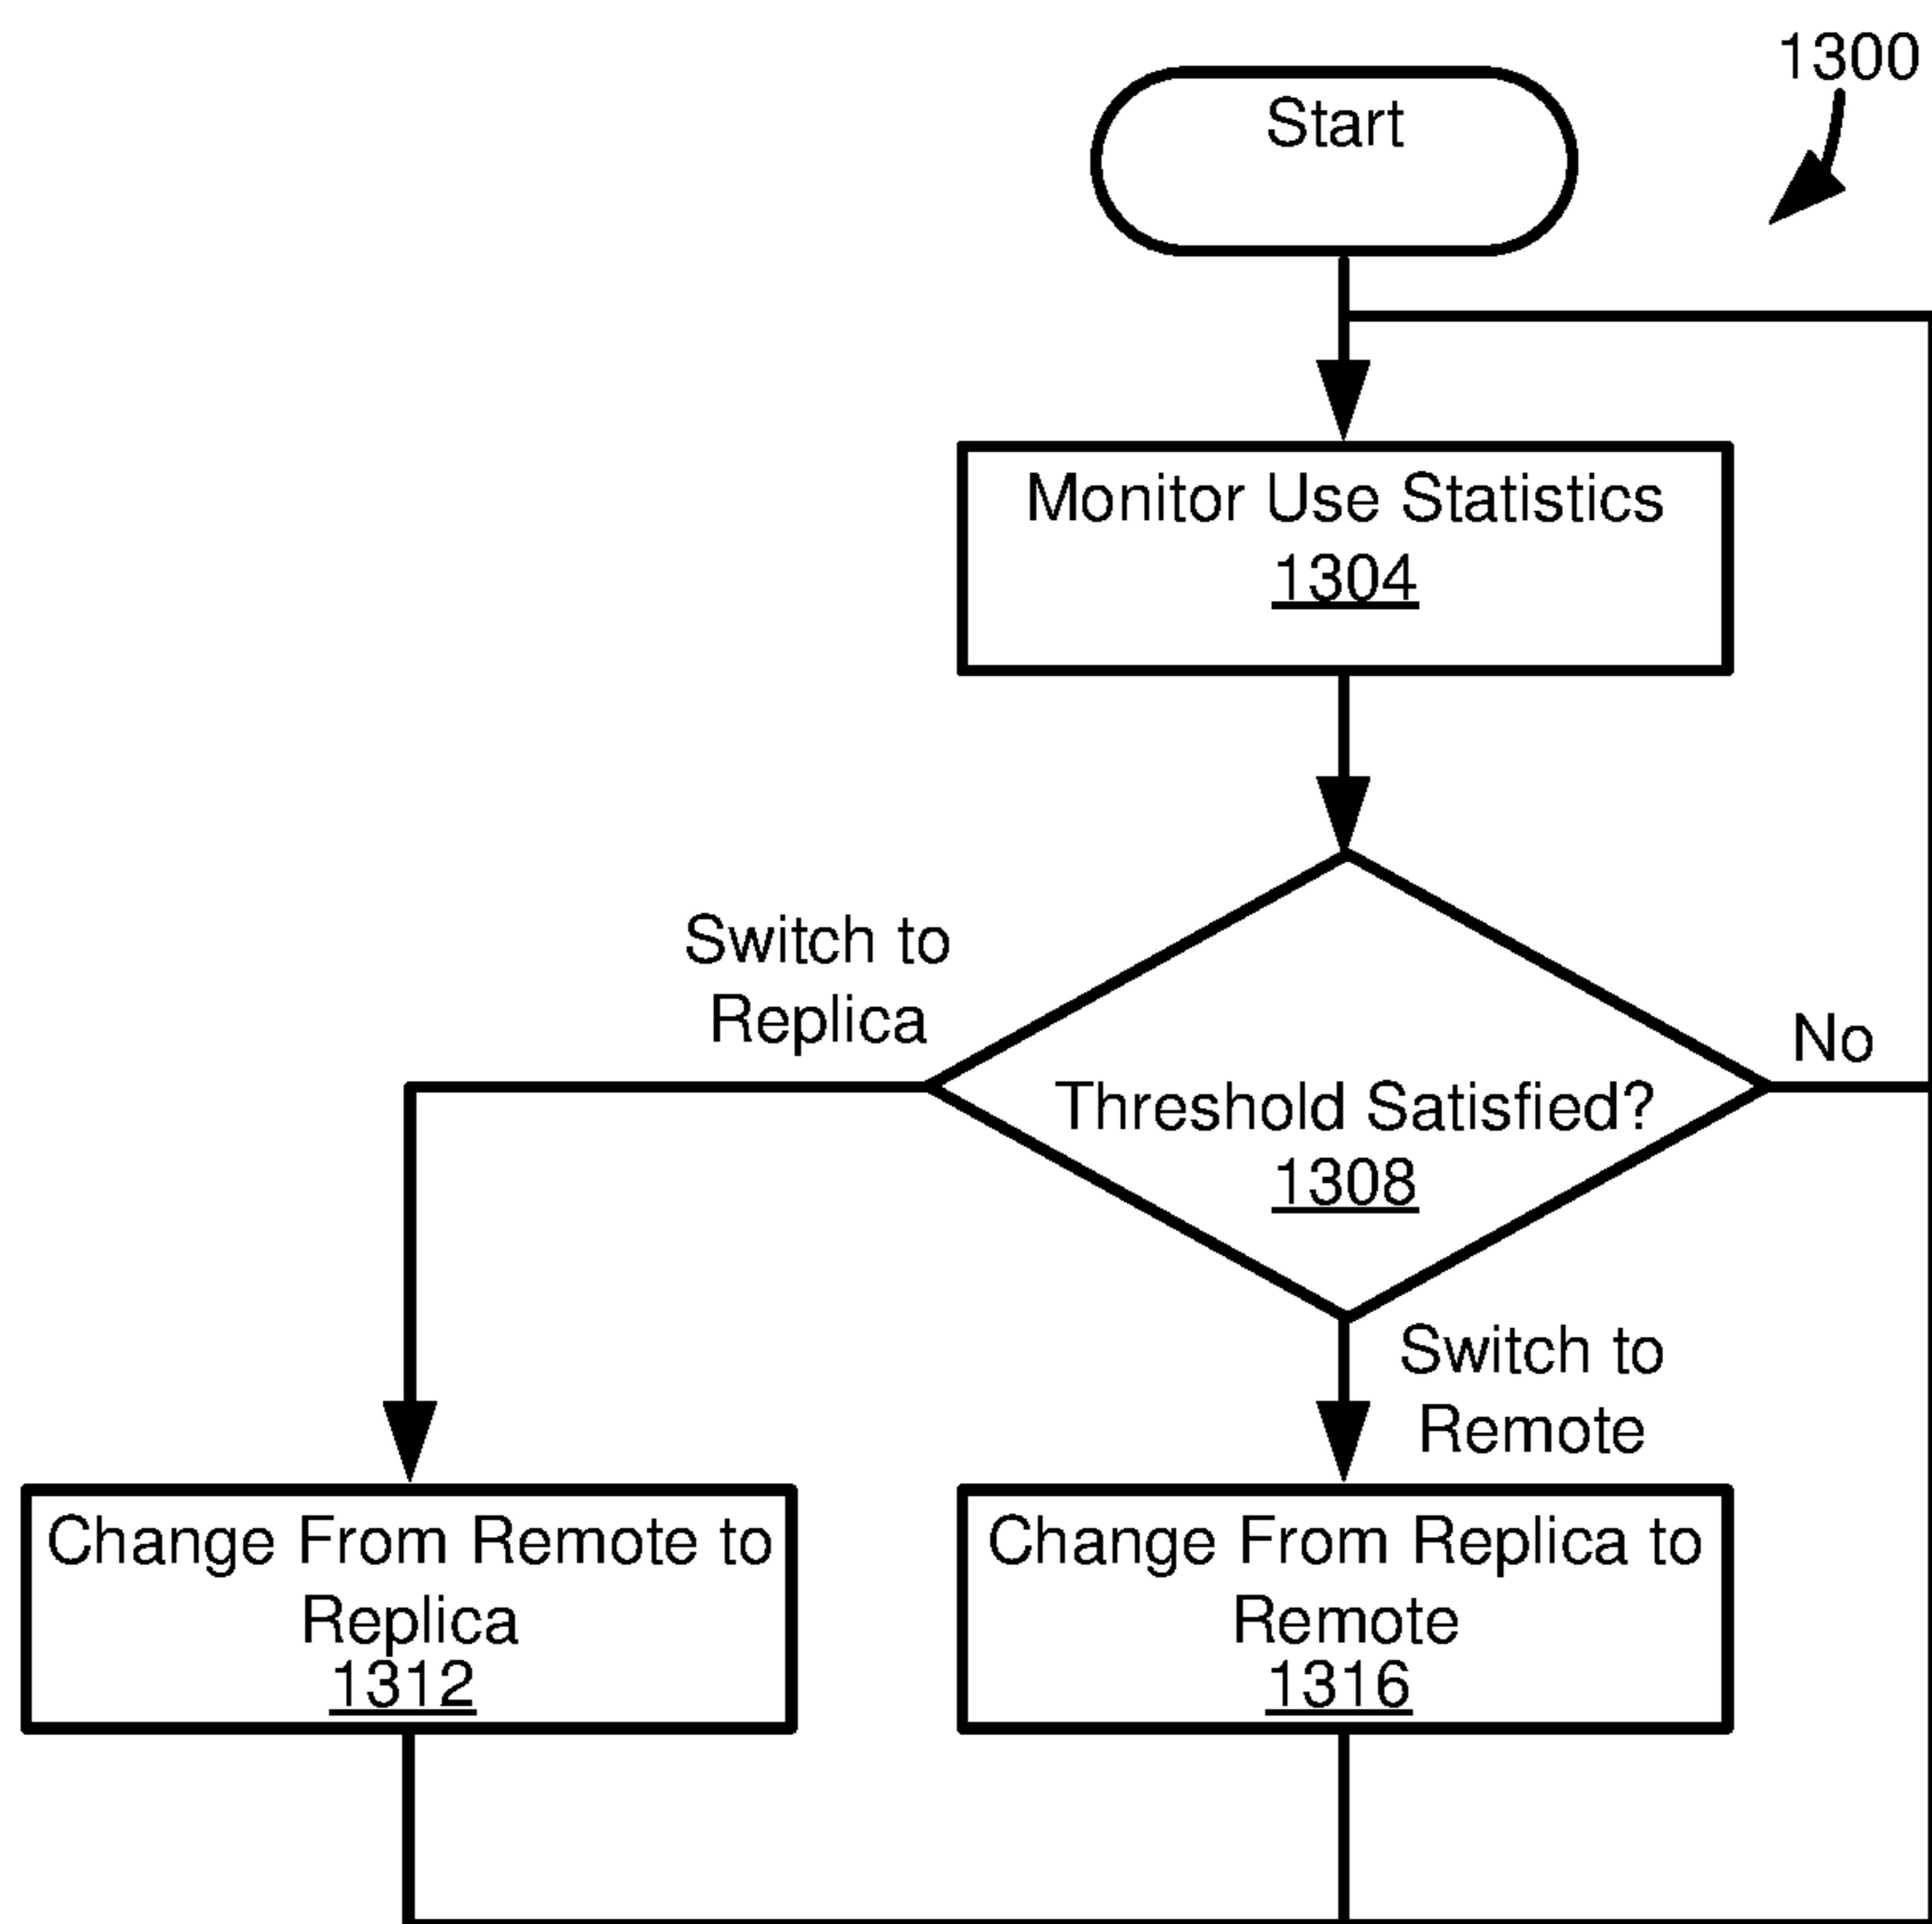 1300
Start
Monitor Use Statistics
1304
Switch to
Replica
No
Threshold Satisfied?
1308
Switch to
Remote
Change From Remote to
Replica
1312
Change From Replica to
Remote
1316